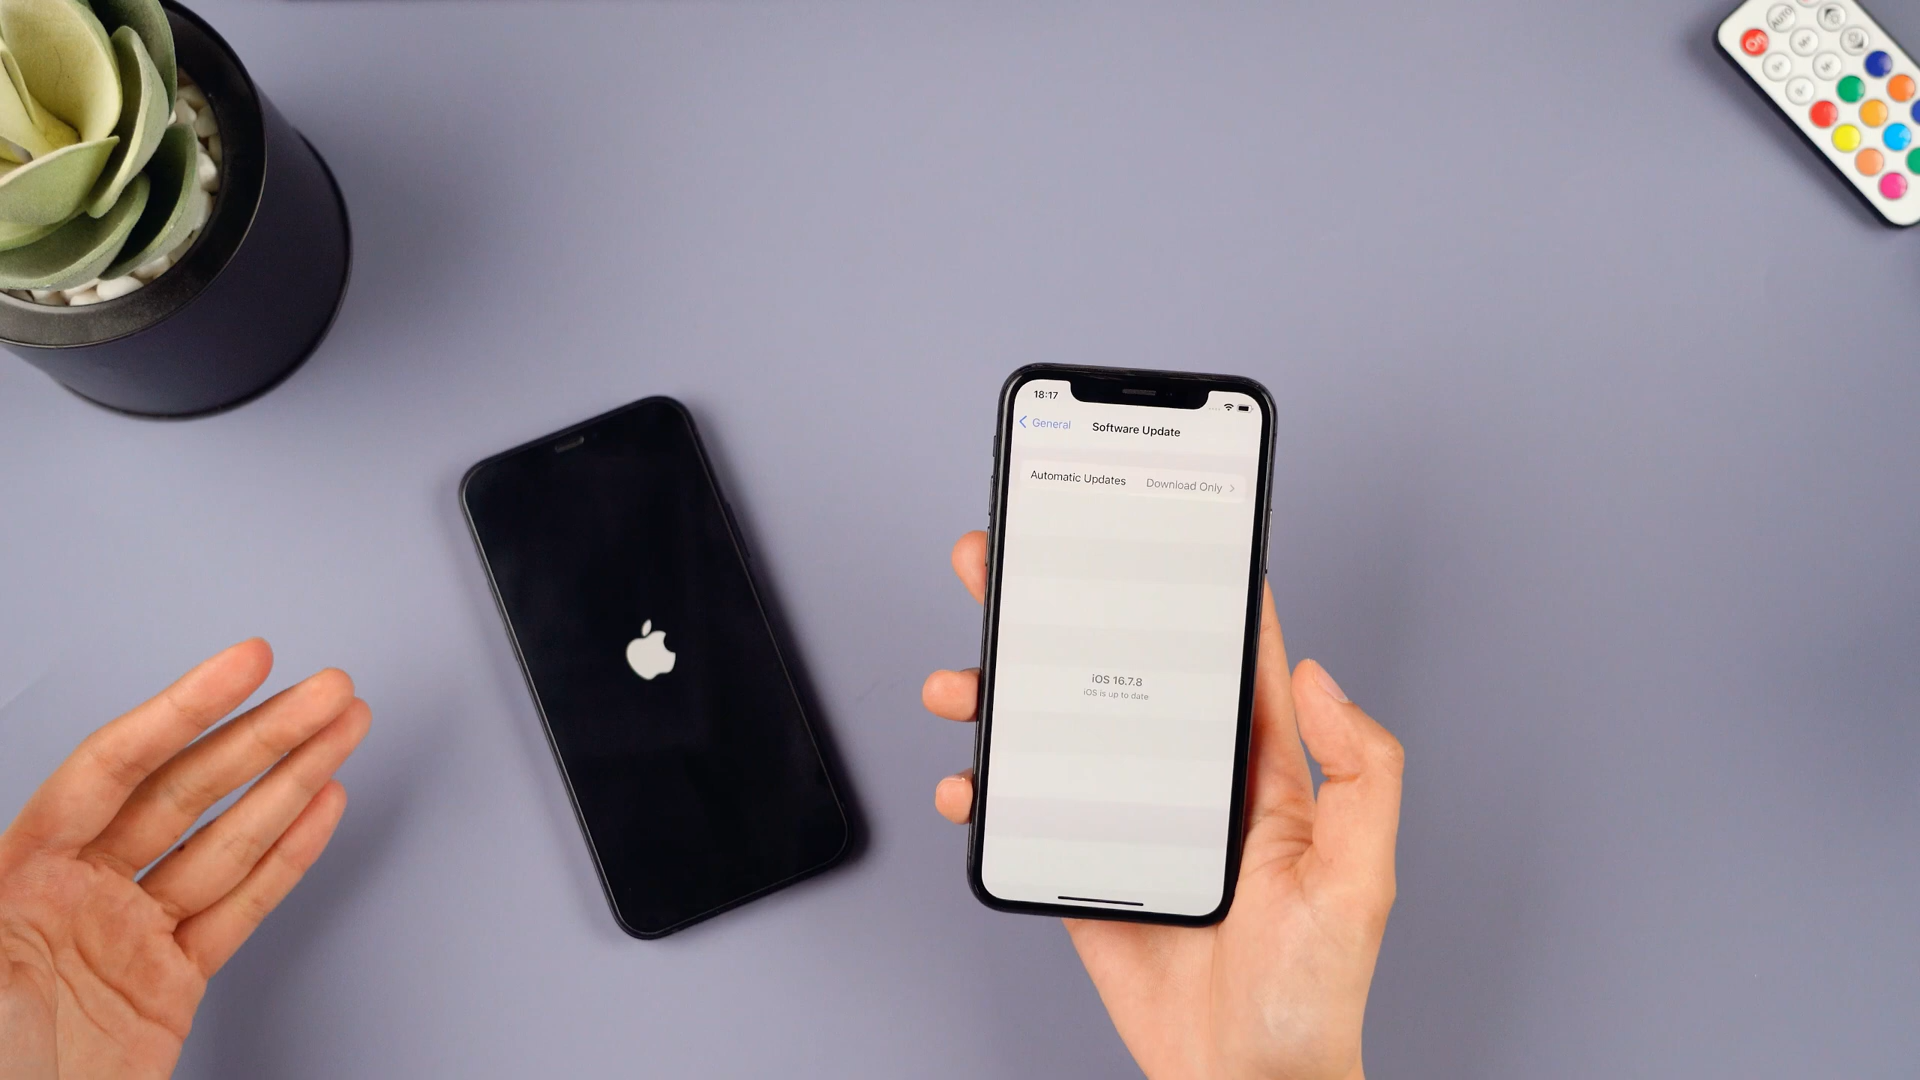 On
AUTO
18:17
General
Software Update
Automatic Updates
Download Only
iOS 16.7.8
iOS is up to date